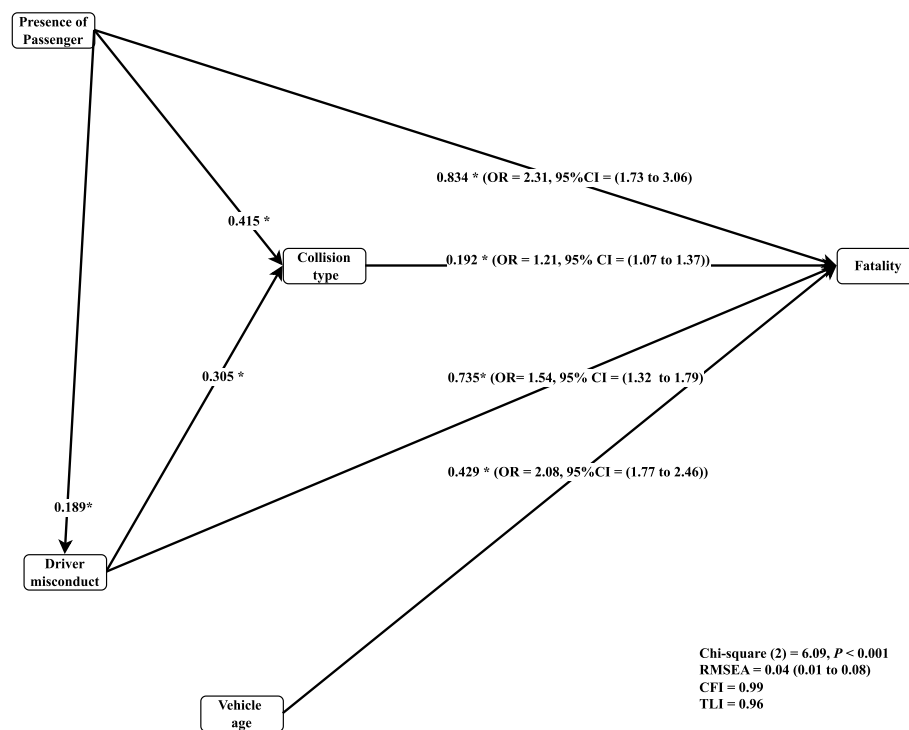 Presence of
Passenger
0.834 * (OR = 2.31, 95%CI = (1.73 to 3.06)
0.415 *
Collision
type
0.192 * (OR = 1.21, 95% CI = (1.07 to 1.37))
Fatality
0.305 *
0.735* (OR= 1.54, 95% CI = (1.32 to 1.79)
0.429 * (OR = 2.08, 95%CI = (1.77 to 2.46))
0.189*
Driver
misconduct
Vehicle
age
Chi-square (2) = 6.09, P < 0.001
RMSEA = 0.04 (0.01 to 0.08)
CFI = 0.99
TLI = 0.96